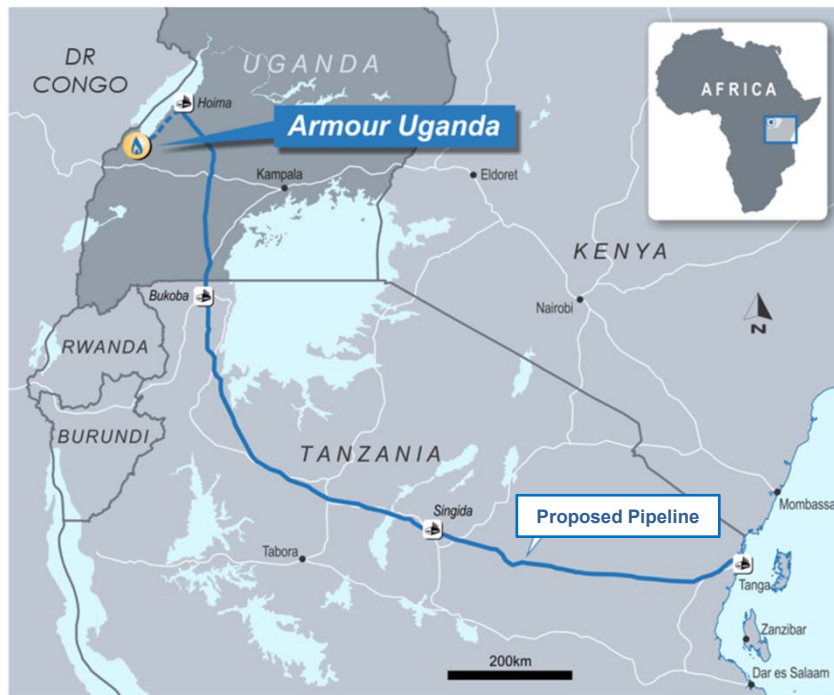 DR
CONGO
UGANDA
Hoima
Armour Uganda
AFRICA
Kampala
Eldoret
KENYA
Bukoba
Nairobi
N
RWANDA
BURUNDI
TANZANIA
Mombassa
Singida
Proposed Pipeline
Tabora
Tanga
Zanzibar
200km
Dar es Salaam